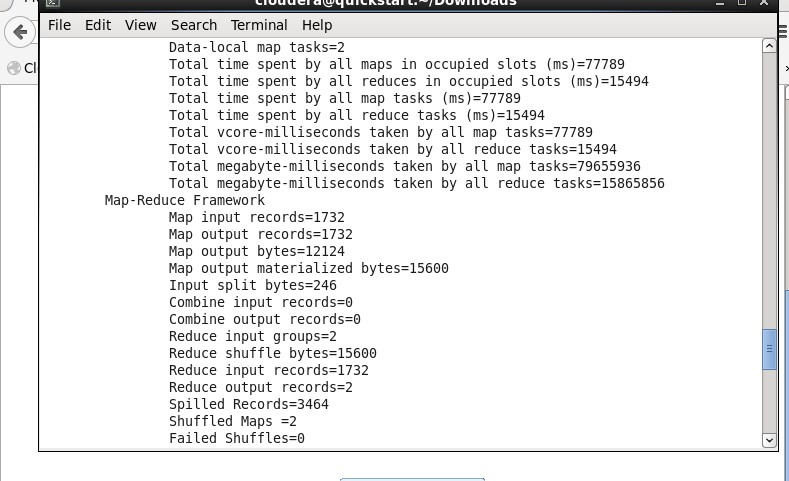 cloudera@quickstart:~/Downloads
File Edit View Search Terminal Help
Cl
Data-local map tasks=2
Total time spent by all maps in occupied slots (ms)=77789
Total time spent by all reduces in occupied slots (ms)=15494
Total time spent by all map tasks (ms)=77789
Total time spent by all reduce tasks (ms)=15494
Total vcore-milliseconds taken by all map tasks=77789
Total vcore-milliseconds taken by all reduce tasks=15494
Total megabyte-milliseconds taken by all map tasks=79655936
Total megabyte-milliseconds taken by all reduce tasks=15865856
Map-Reduce Framework
Map input records=1732
Map output records=1732
Map output bytes=12124
Map output materialized bytes=15600
Input split bytes=246
Combine input records=0
Combine output records=0
Reduce input groups=2
Reduce shuffle bytes=15600
Reduce input records=1732
Reduce output records=2
Spilled Records=3464
Shuffled Maps =2
Failed Shuffles=0